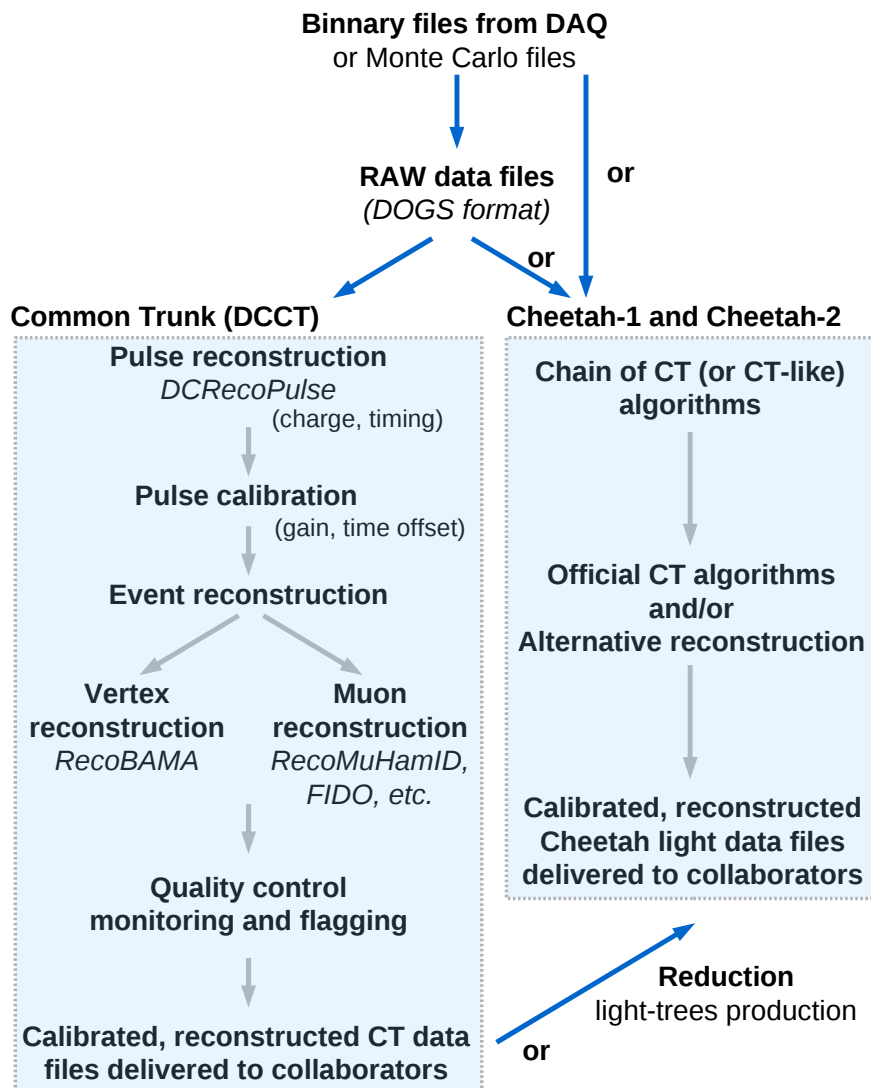 Binnary files from DAQ
or Monte Carlo files
or
RAW data files
(DOGS format)
or
Common Trunk (DCCT)
Pulse reconstruction
DCRecoPulse
(charge, timing)
Pulse calibration
(gain, time offset)
Event reconstruction
Vertex
reconstruction
RecoBAMA
Muon
reconstruction
RecoMuHamID,
FIDO, etc.
Quality control
monitoring and flagging
Calibrated, reconstructed CT data
files delivered to collaborators
Cheetah-1 and Cheetah-2
Chain of CT (or CT-like)
algorithms
Official CT algorithms
and/or
Alternative reconstruction
Calibrated, reconstructed
Cheetah light data files
delivered to collaborators
Reduction
light-trees production
or